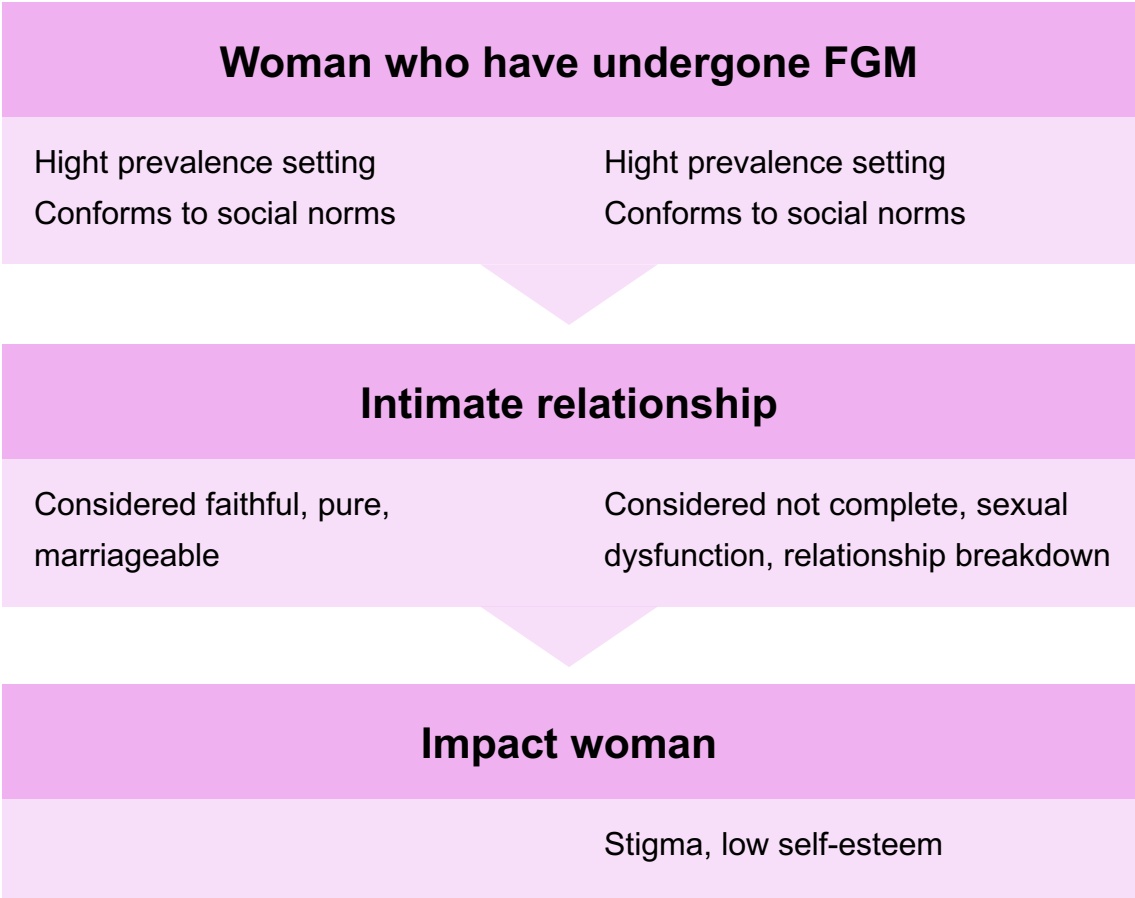 Woman who have undergone FGM
Hight prevalence setting
Conforms to social norms
Hight prevalence setting
Conforms to social norms
Intimate relationship
Considered faithful, pure,
marriageable
Considered not complete, sexual
dysfunction, relationship breakdown
Impact woman
Stigma, low self-esteem